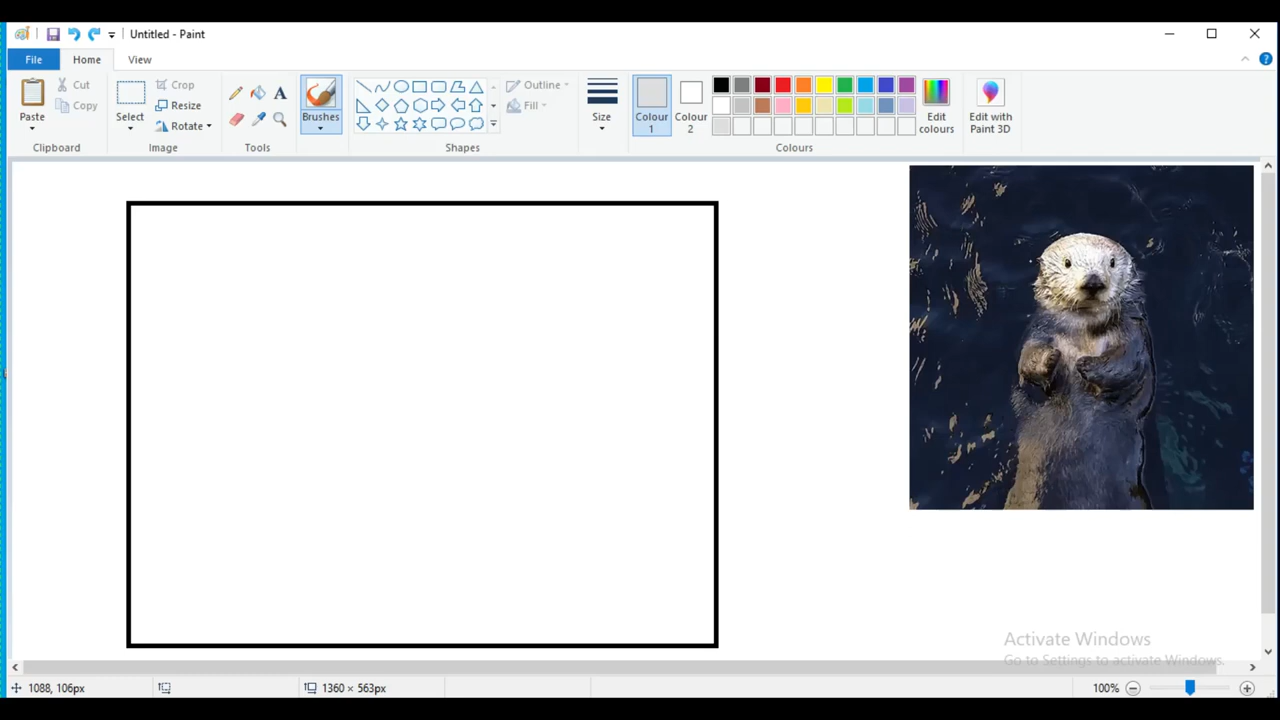 Untitled - Paint
File Home View
Paste
Cut
Copy
Clipboard
Select
Crop
Resize
Rotate
Image
A
Tools
Brushes
Shapes
Outline
Fill
Size
Colour 1
Colour 2
Colours
Edit colours
Edit with Paint 3D
Activate Windows
Go to Settings to activate Windows.
1088, 106px
1360 × 563px
100%